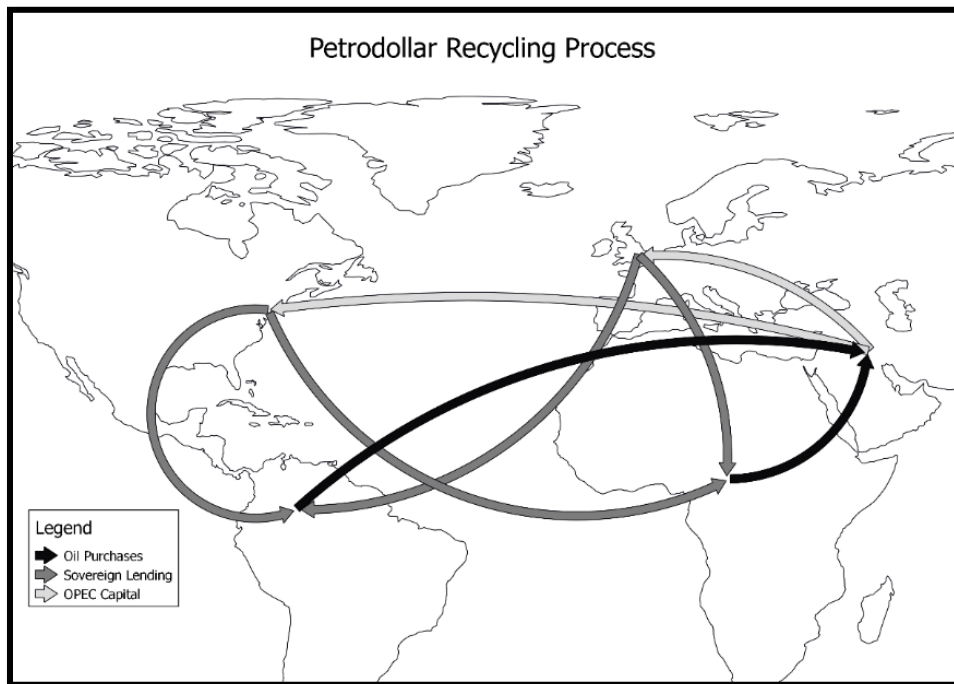 Petrodollar Recycling Process
Legend
Oil Purchases
Sovereign Lending
OPEC Capital